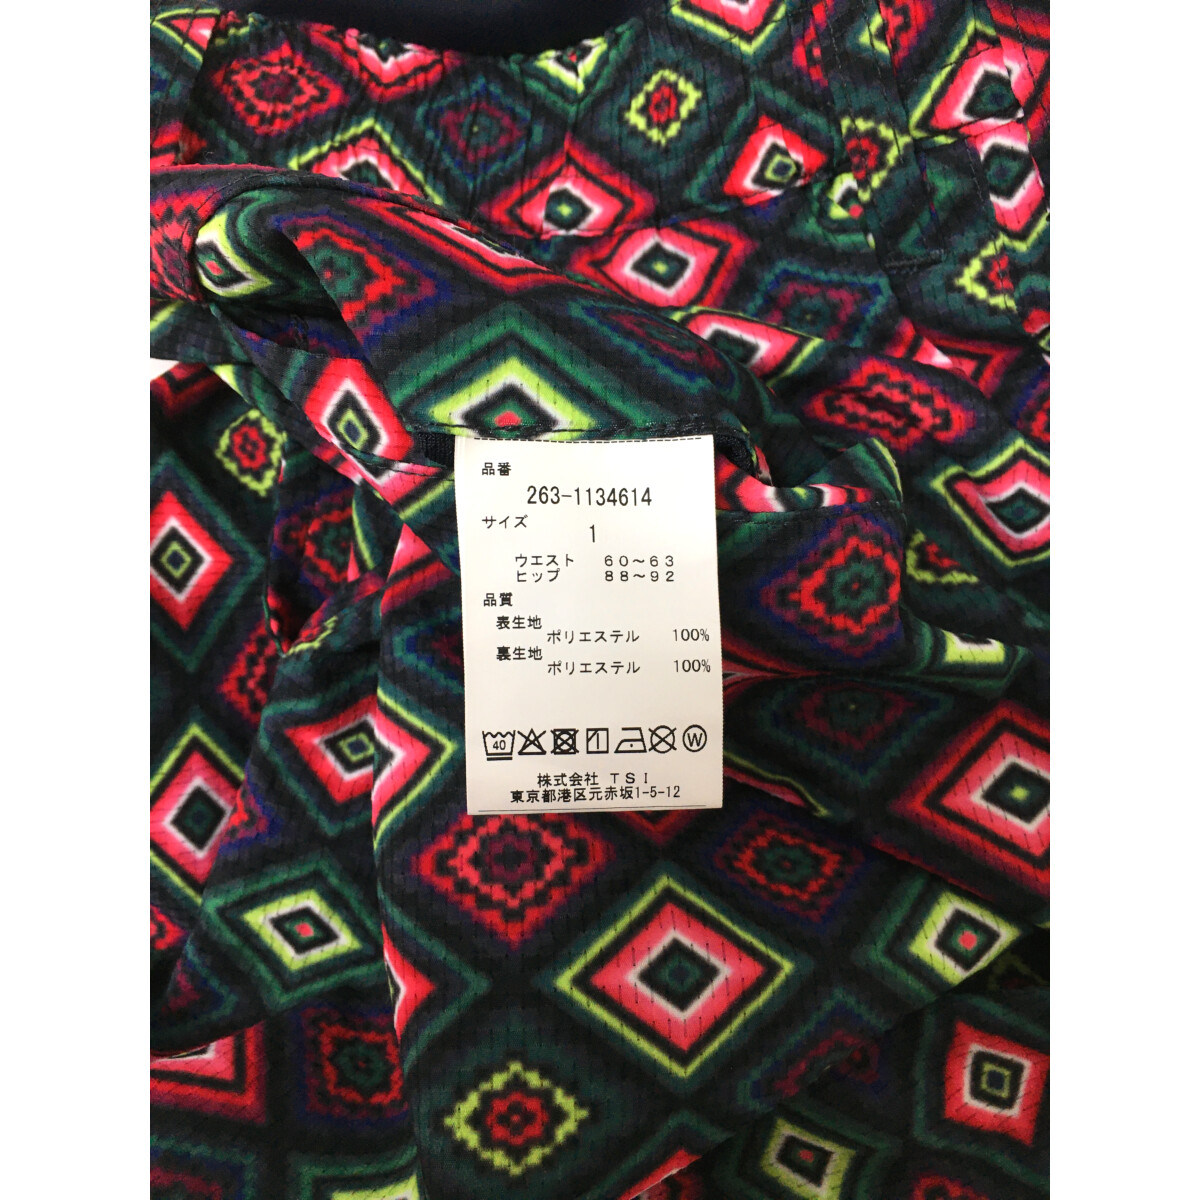 品番
263-1134614
サイズ
1
ウエスト 60～63
ヒップ 88～92
品質
表生地
ポリエステル 100%
裏生地
ポリエステル 100%
40 W
株式会社 TSI
東京都港区元赤坂1-5-12